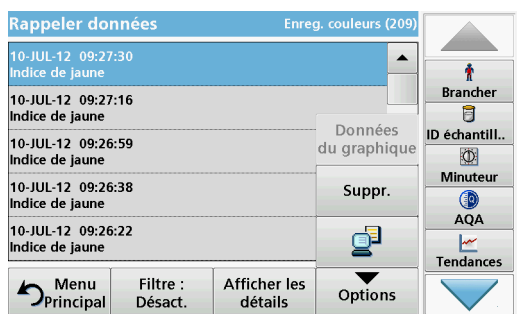 Rappeler données
Enreg. couleurs (209)
10-JUL-12 09:27:30
Indice de jaune
10-JUL-12 09:27:16
Indice de jaune
10-JUL-12 09:26:59
Indice de jaune
10-JUL-12 09:26:38
Indice de jaune
10-JUL-12 09:26:22
Indice de jaune
Données
du graphique
Suppr.
Menu
Principal
Filtre :
Désact.
Afficher les
détails
Options
Brancher
ID échantill..
Minuteur
AQA
Tendances